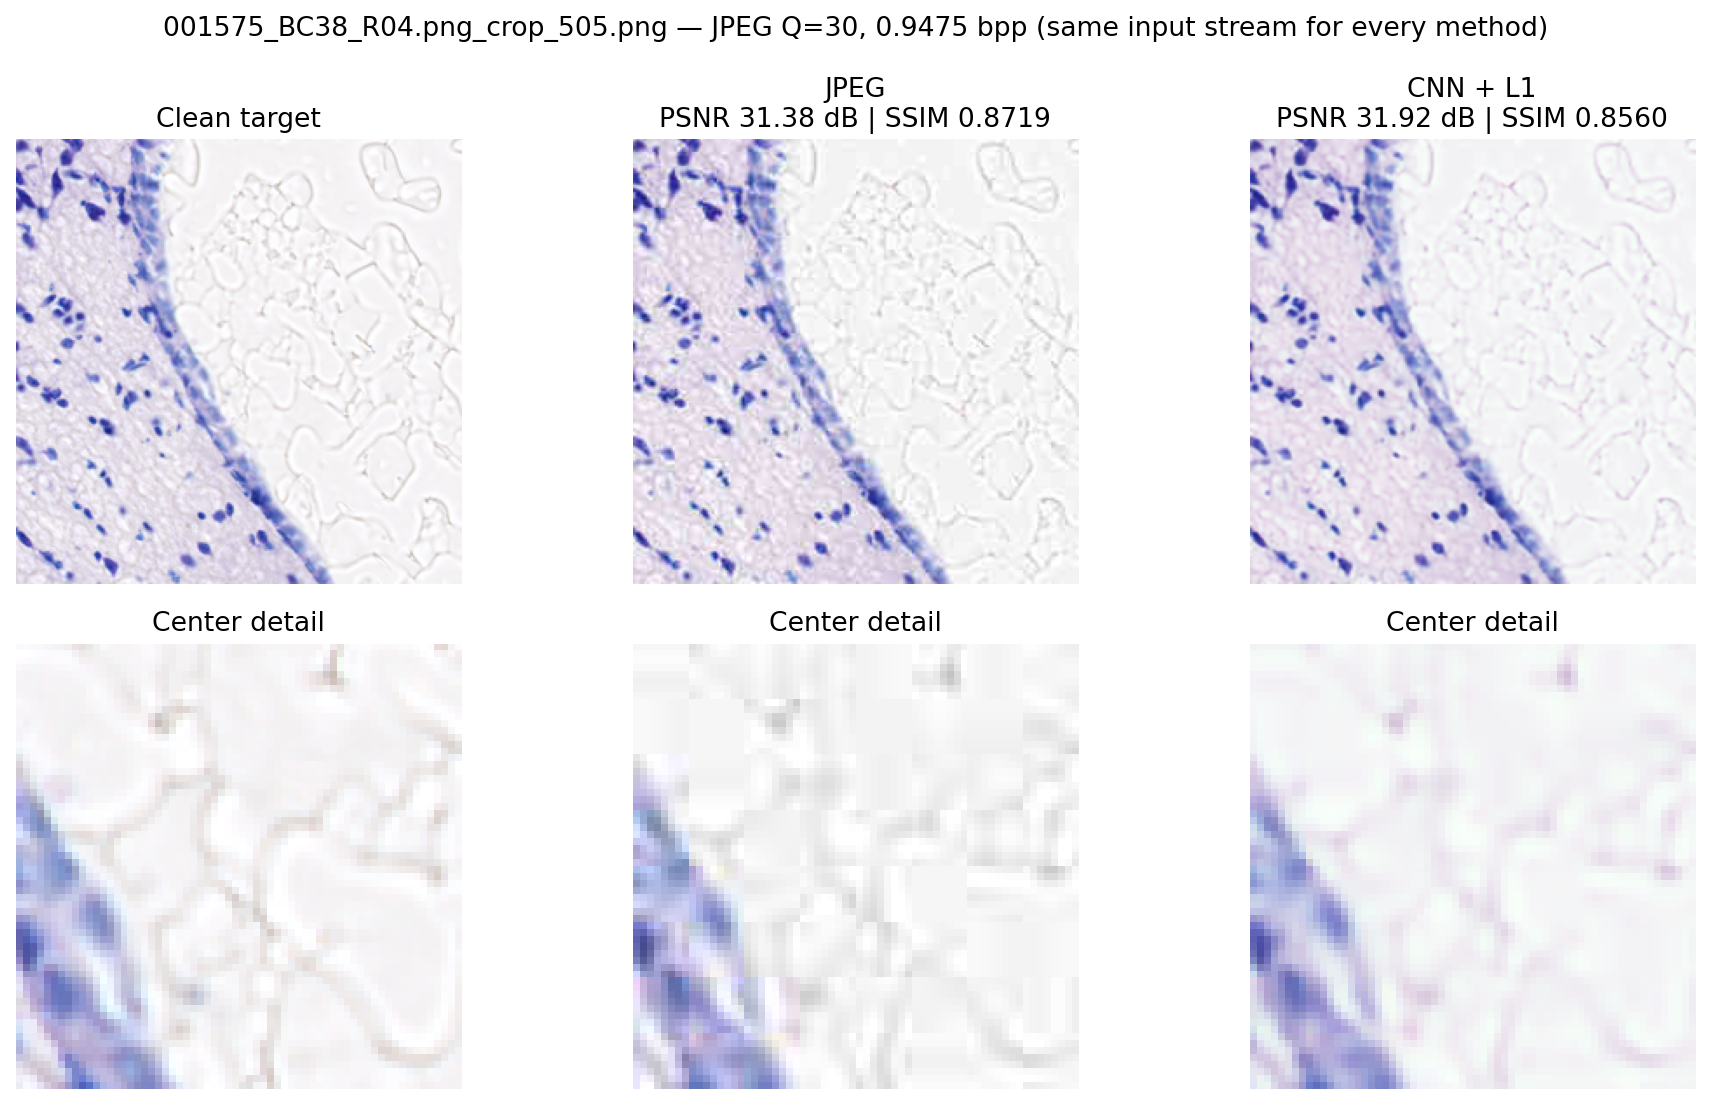 001575_BC38_R04.png_crop_505.png — JPEG Q=30, 0.9475 bpp (same input stream for every method)
Clean target
JPEG
PSNR 31.38 dB | SSIM 0.8719
CNN + L1
PSNR 31.92 dB | SSIM 0.8560
Center detail
Center detail
Center detail